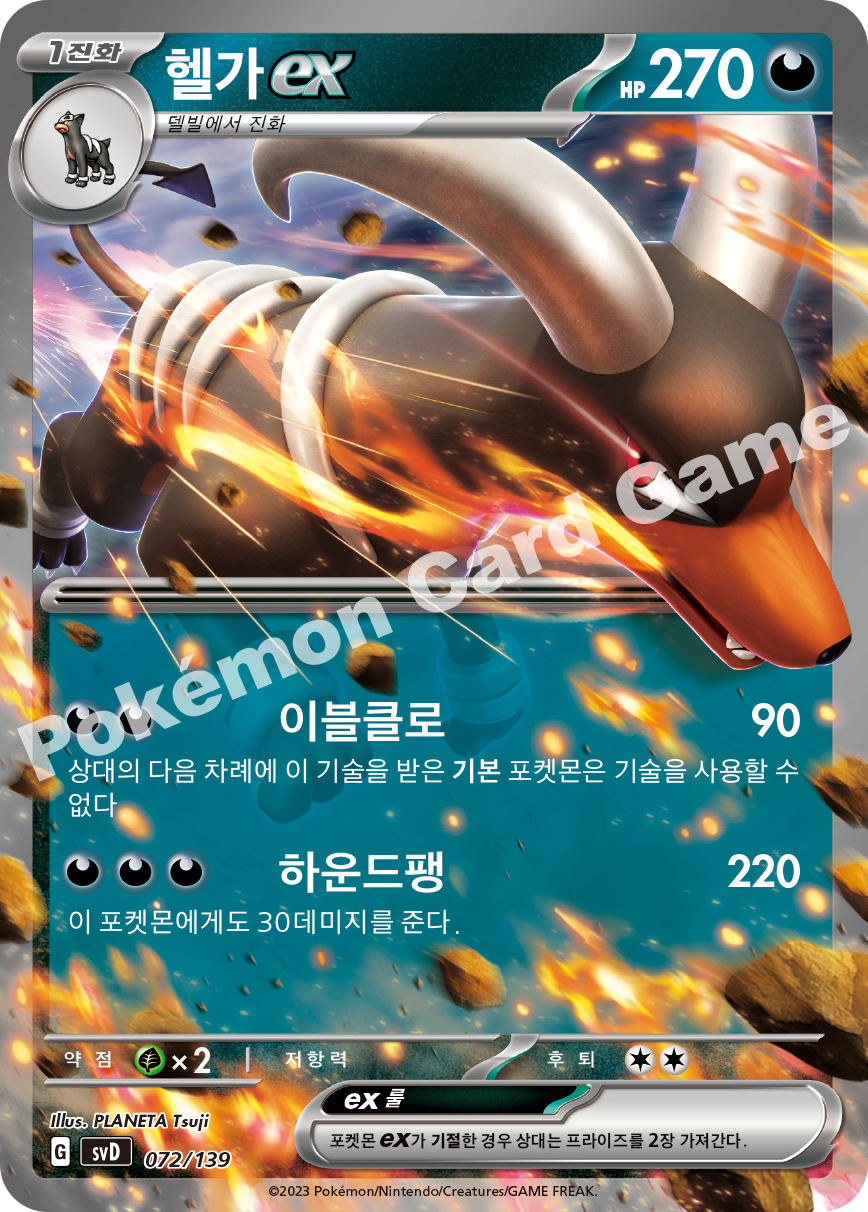 1진화
헬가ex
HP270
델빌에서 진화
Pokémon Card Game
이블클로 90
상대의 다음 차례에 이 기술을 받은 기본 포켓몬은 기술을 사용할 수
없다.
하운드팽 220
이 포켓몬에게도 30데미지를 준다.
약점 ×2 저항력 후퇴
ex 룰
포켓몬 ex가 기절한 경우 상대는 프라이즈를 2장 가져간다.
Illus. PLANETA Tsuji
G svD 072/139
©2023 Pokémon/Nintendo/Creatures/GAME FREAK.